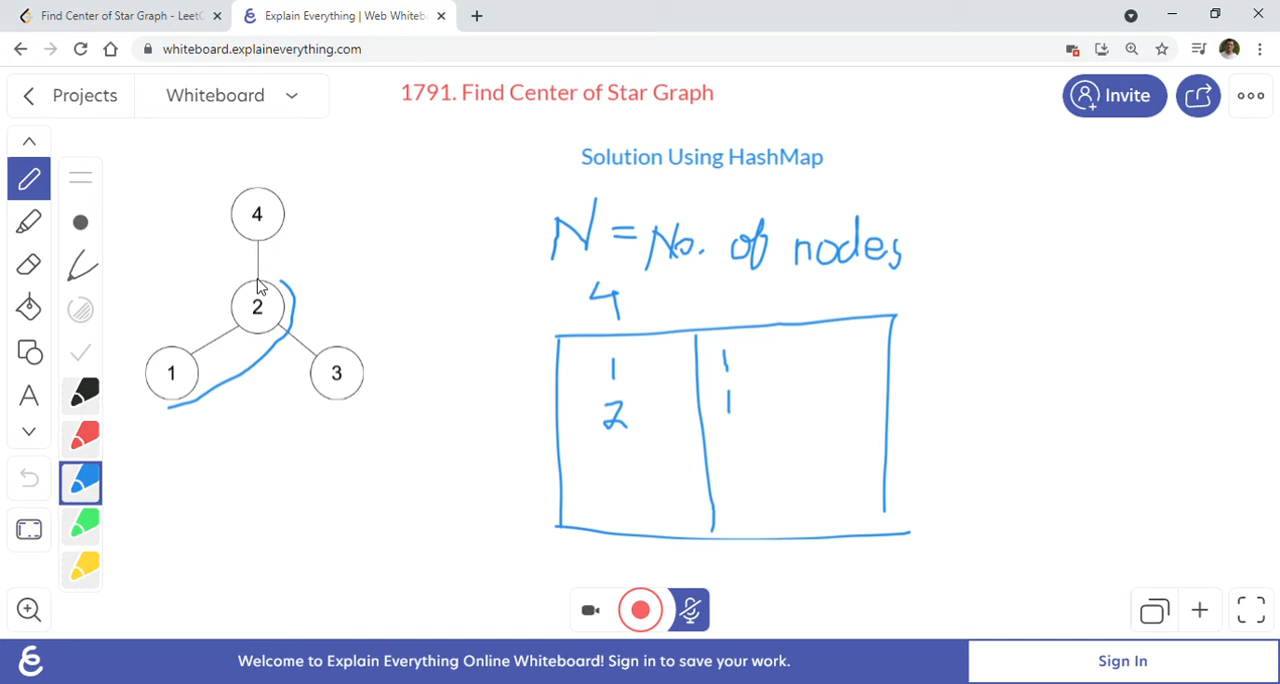 Find Center of Star Graph - LeetC
Explain Everything | Web Whiteb
whiteboard.explaineverything.com
Projects
Whiteboard
1791. Find Center of Star Graph
Invite
Solution Using HashMap
N = No. of nodes
4
4
2
1
3
1 1
2 1
A
Welcome to Explain Everything Online Whiteboard! Sign in to save your work.
Sign In